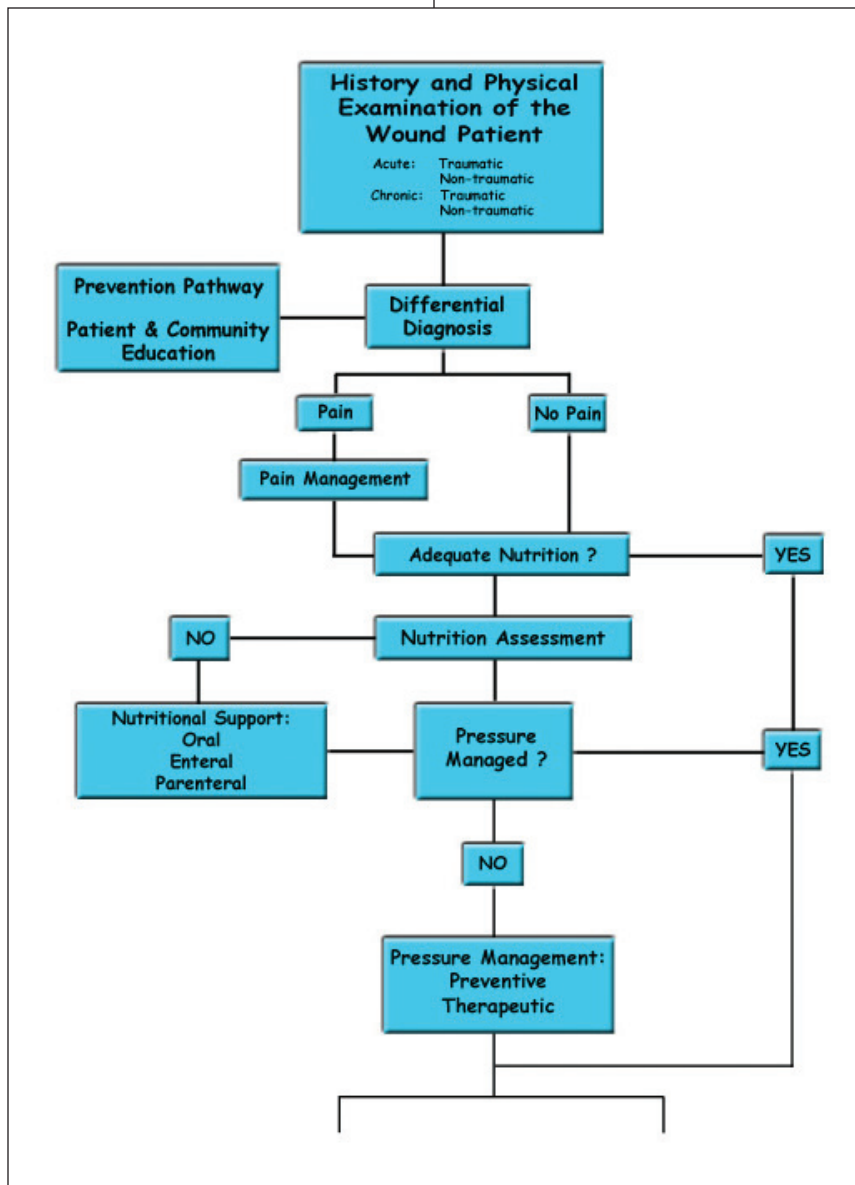 History and Physical
Examination of the
Wound Patient
Acute: Traumatic
Non-traumatic
Chronic: Traumatic
Non-traumatic
Prevention Pathway
Patient & Community
Education
Differential
Diagnosis
Pain
No Pain
Pain Management
Adequate Nutrition ?
YES
NO
Nutrition Assessment
Nutritional Support:
Oral
Enteral
Parenteral
Pressure
Managed ?
YES
NO
Pressure Management:
Preventive
Therapeutic